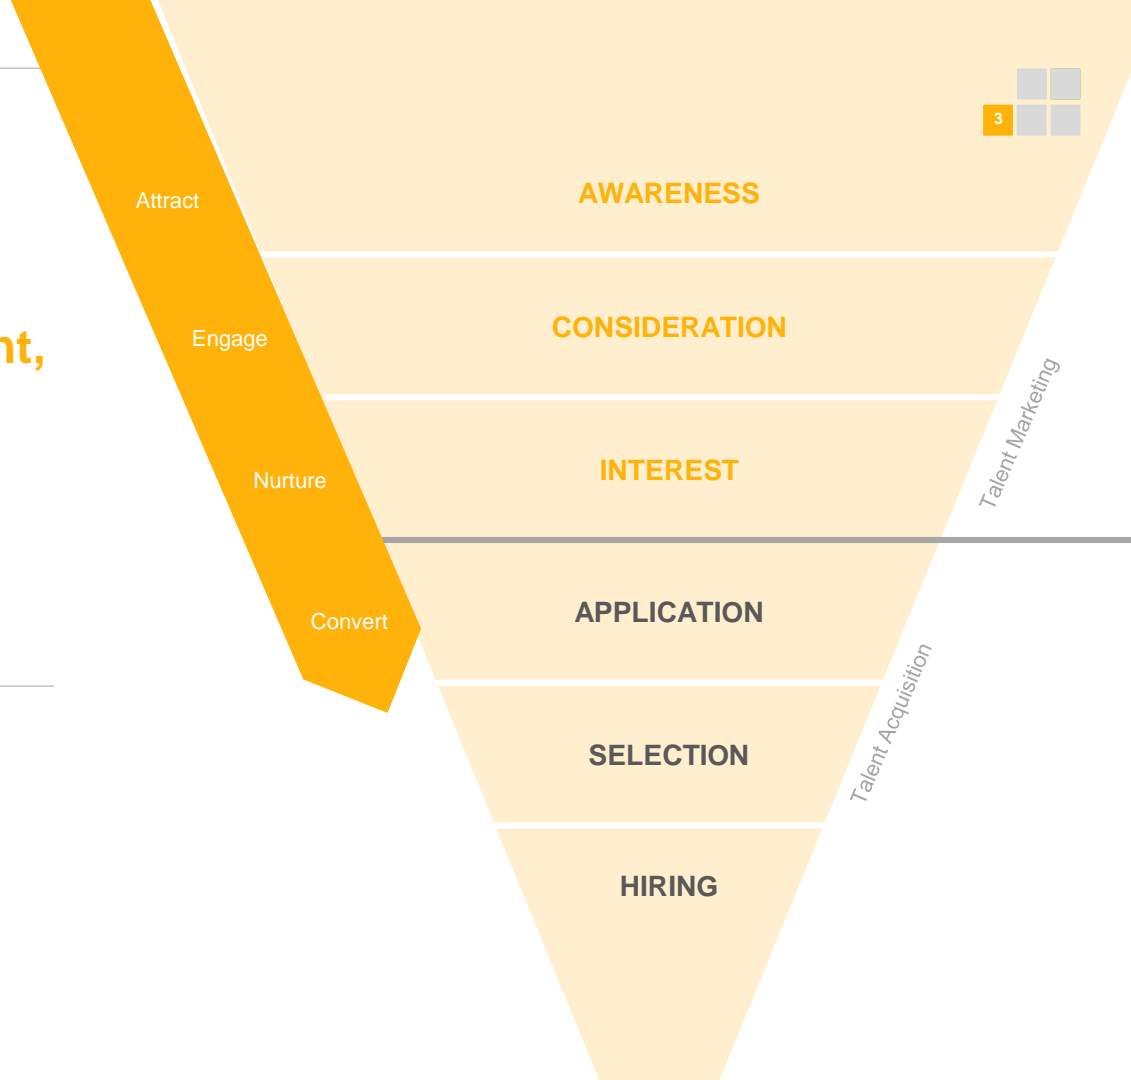 3
Attract
AWARENESS
Engage
CONSIDERATION
nt,
Talent Marketing
Nurture
INTEREST
Convert
APPLICATION
Talent Acquisition
SELECTION
HIRING